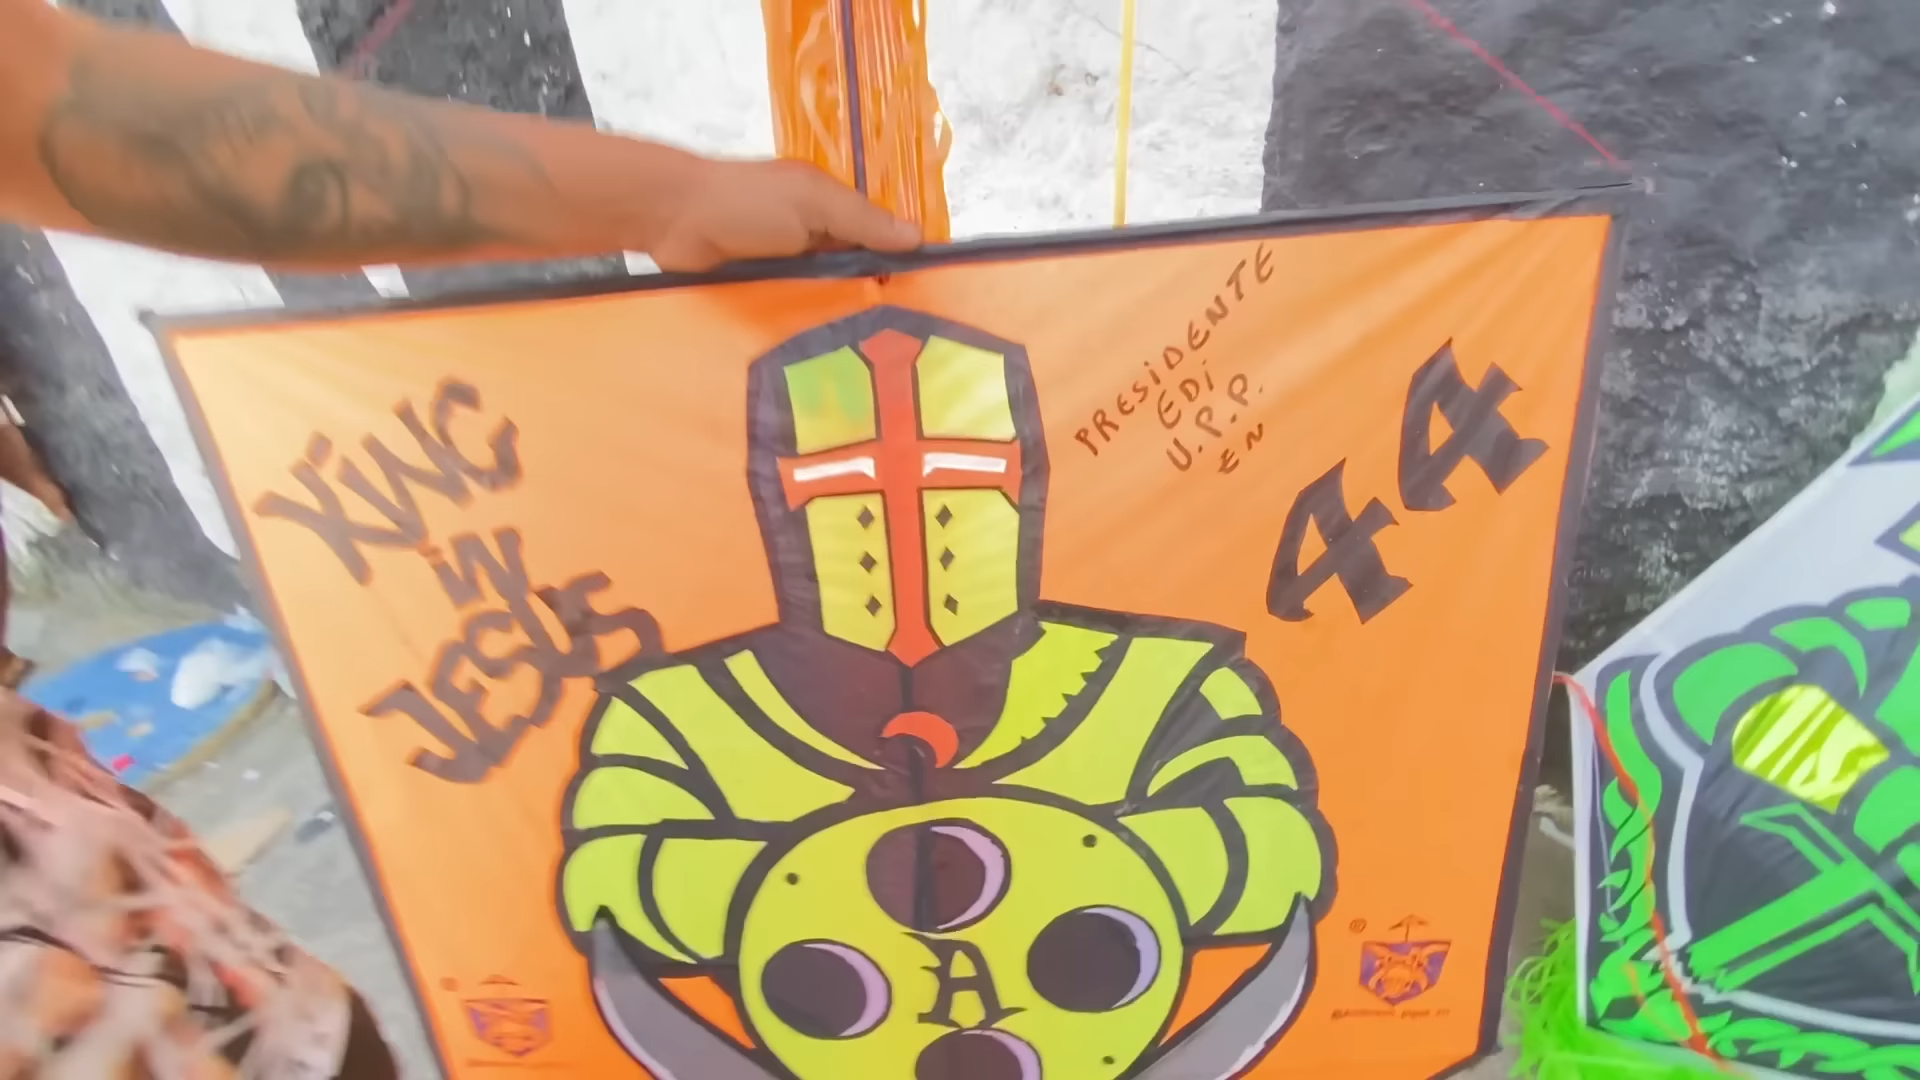 KiNG
iN
JESUS
PRESiDENTE
EDi
U.P.P.
EN
44
A